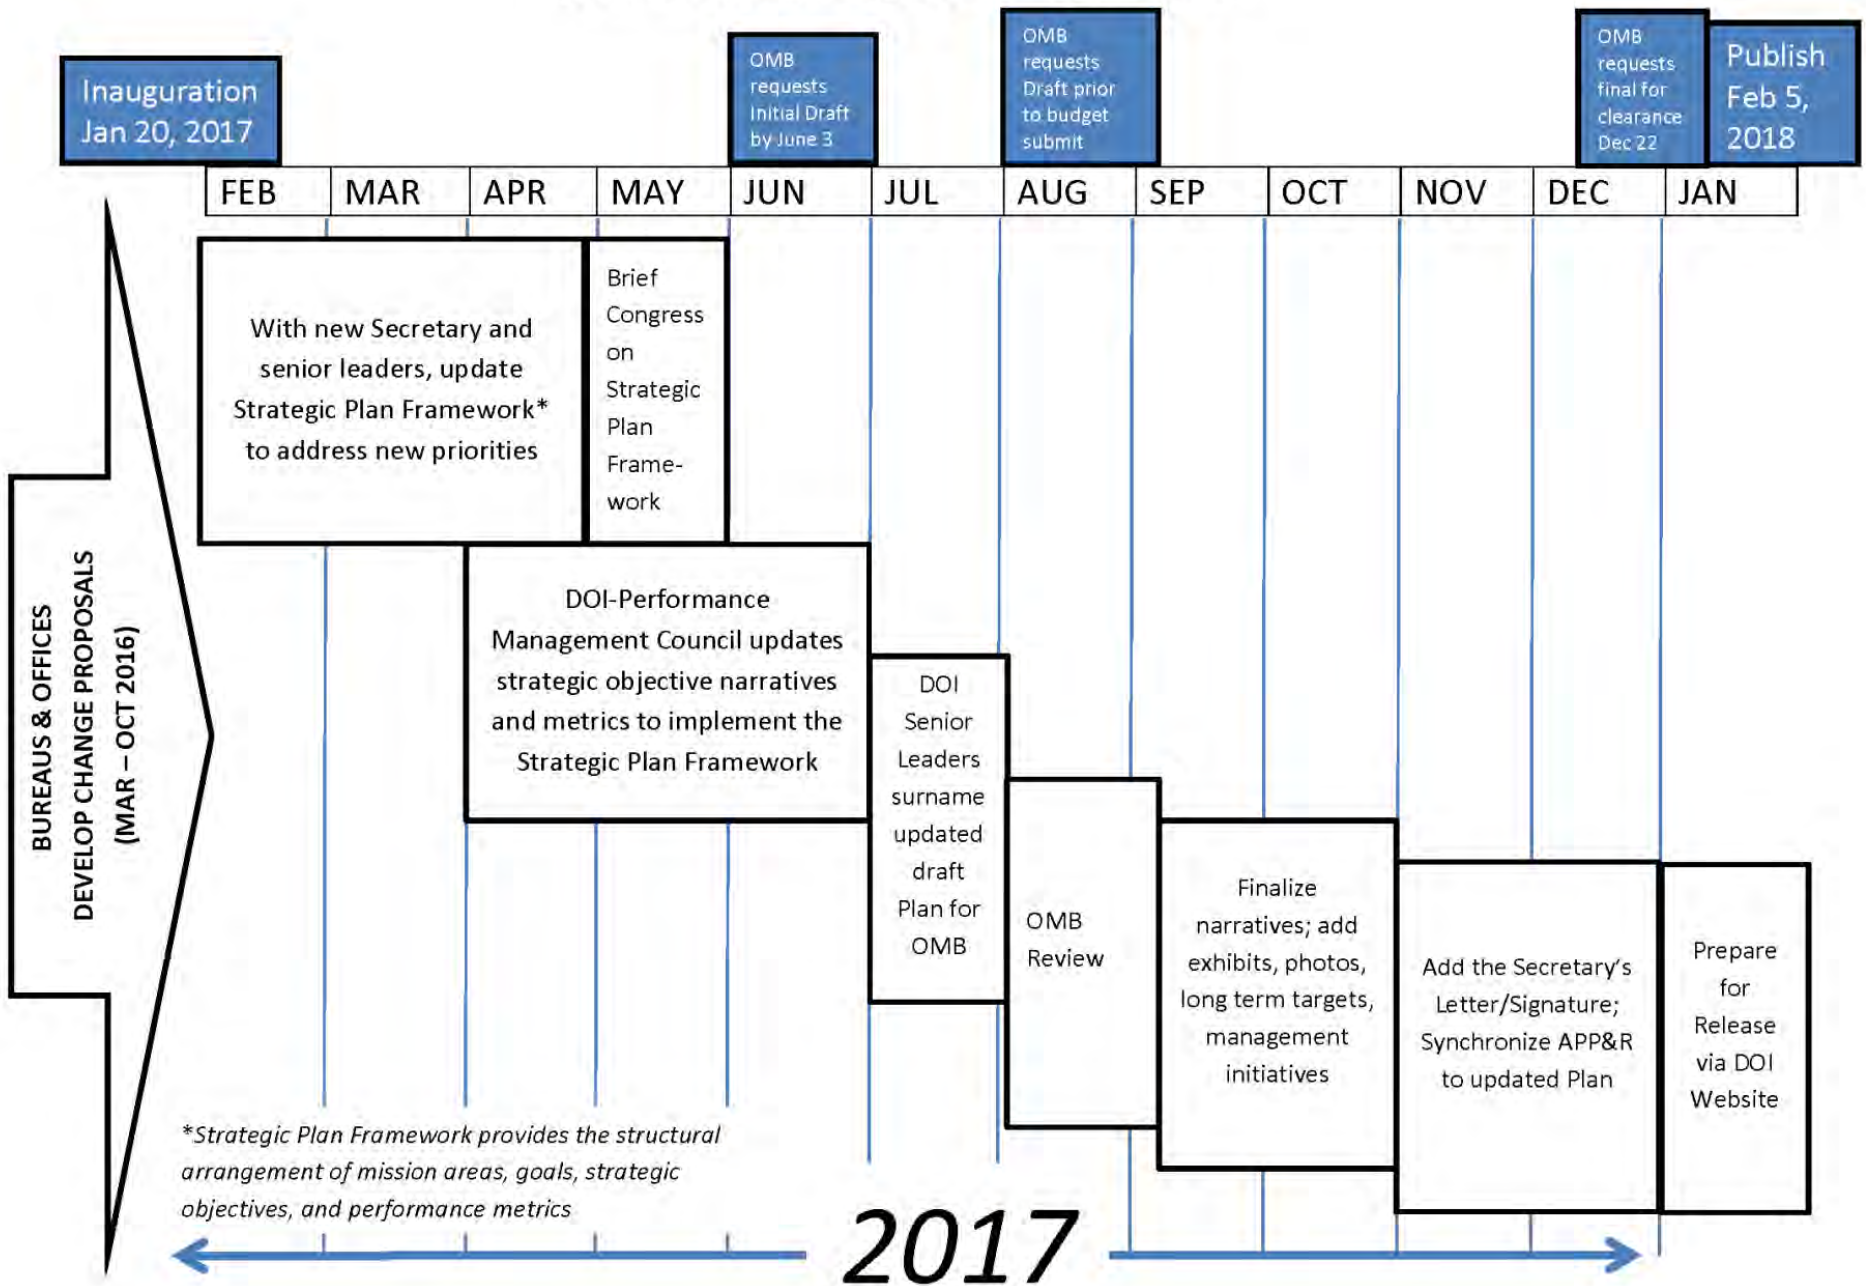 Inauguration
Jan 20, 2017
OMB
requests
Initial Draft
by June 3
OMB
requests
Draft prior
to budget
submit
OMB
requests
final for
clearance
Dec 22
Publish
Feb 5,
2018
FEB MAR APR MAY JUN JUL AUG SEP OCT NOV DEC JAN
BUREAUS & OFFICES
DEVELOP CHANGE PROPOSALS
(MAR – OCT 2016)
With new Secretary and
senior leaders, update
Strategic Plan Framework*
to address new priorities
Brief
Congress
on
Strategic
Plan
Frame-
work
DOI-Performance
Management Council updates
strategic objective narratives
and metrics to implement the
Strategic Plan Framework
DOI
Senior
Leaders
surname
updated
draft
Plan for
OMB
OMB
Review
Finalize
narratives; add
exhibits, photos,
long term targets,
management
initiatives
Add the Secretary's
Letter/Signature;
Synchronize APP&R
to updated Plan
Prepare
for
Release
via DOI
Website
*Strategic Plan Framework provides the structural
arrangement of mission areas, goals, strategic
objectives, and performance metrics
2017